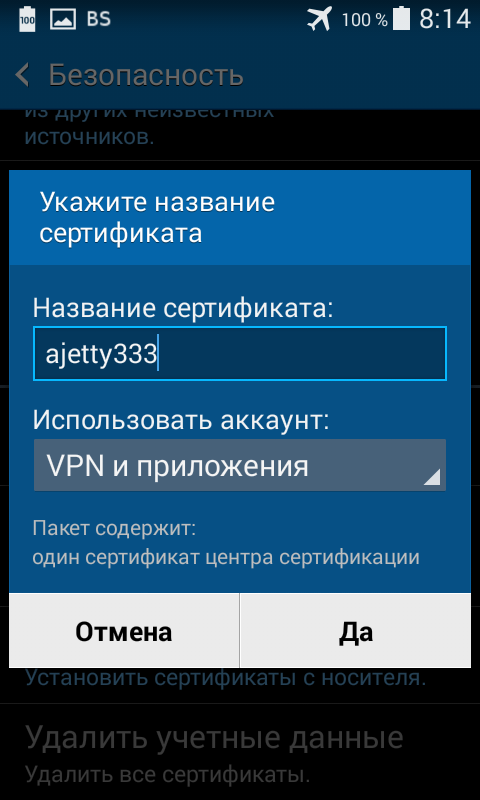 100 BS 100 % 8:14
Безопасность
из других неизвестных
источников.
Укажите название
сертификата
Название сертификата:
ajetty333
Использовать аккаунт:
VPN и приложения
Пакет содержит:
один сертификат центра сертификации
Отмена Да
Установить сертификаты с носителя.
Удалить учетные данные
Удалить все сертификаты.